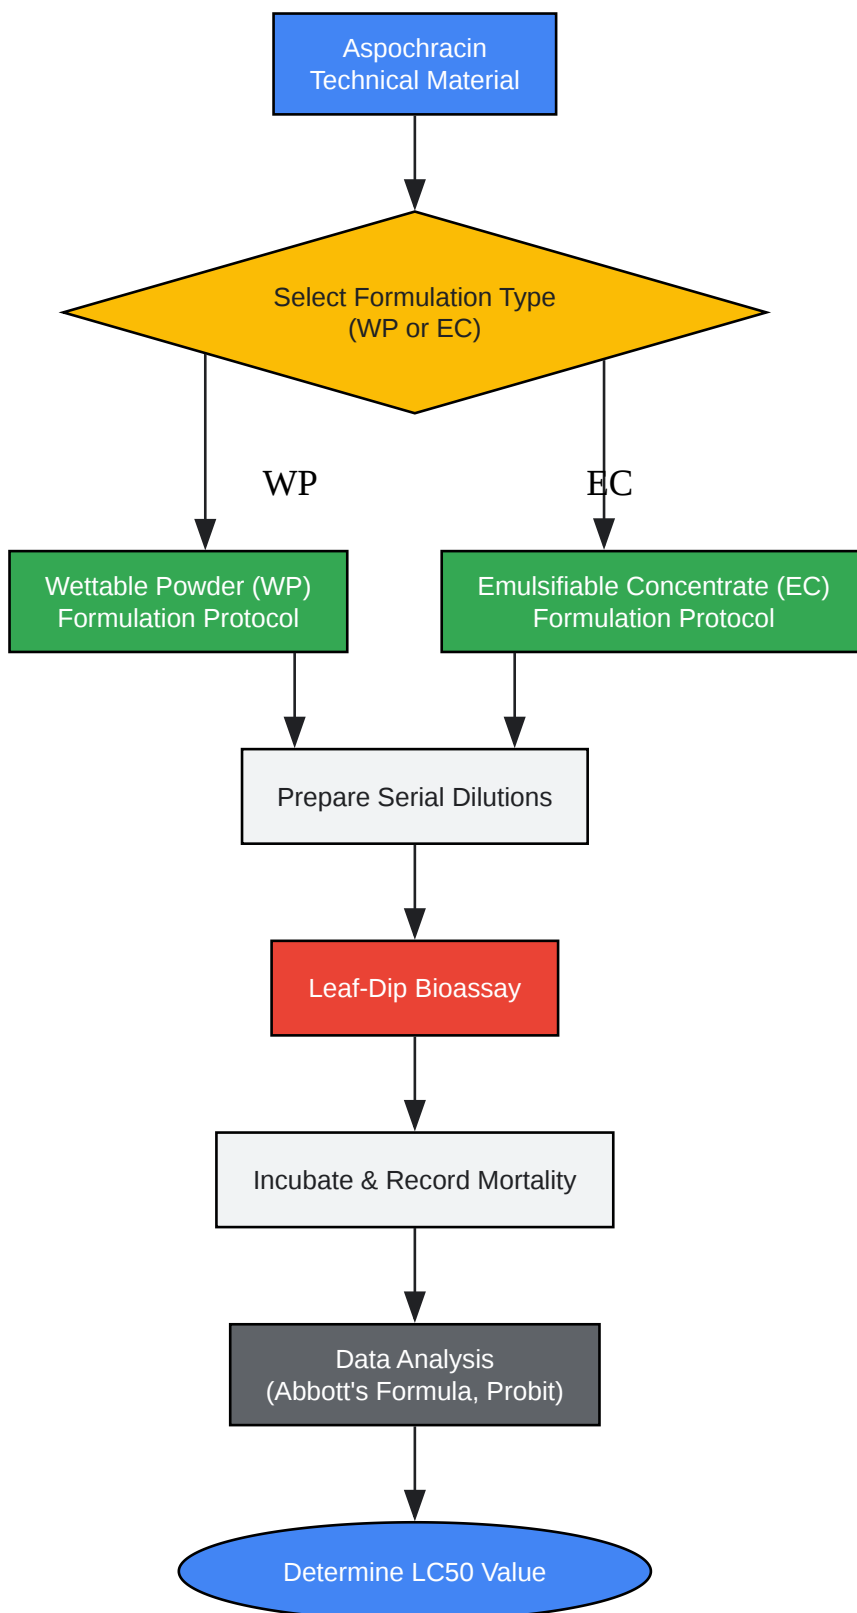 Aspochracin
Technical Material
Select Formulation Type
(WP or EC)
WP
EC
Wettable Powder (WP)
Formulation Protocol
Emulsifiable Concentrate (EC)
Formulation Protocol
Prepare Serial Dilutions
Leaf-Dip Bioassay
Incubate & Record Mortality
Data Analysis
(Abbott's Formula, Probit)
Determine LC50 Value